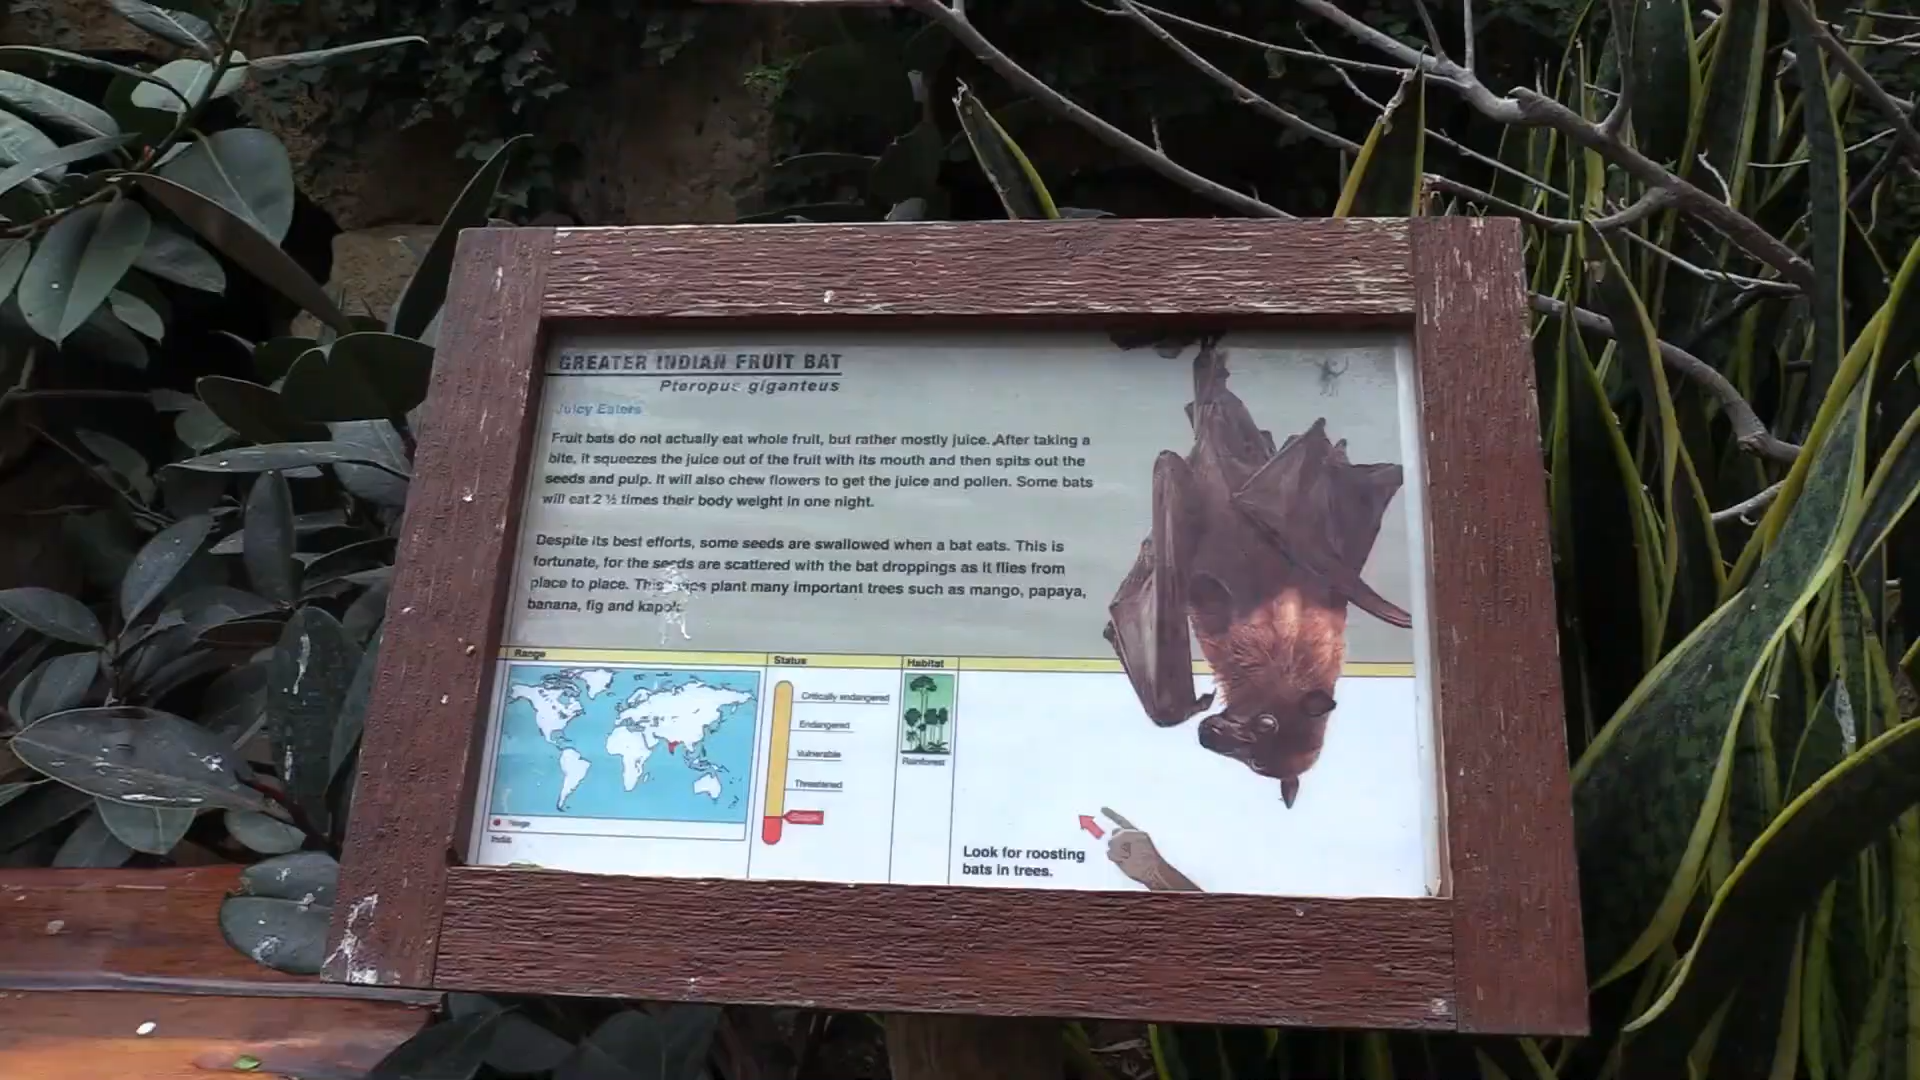 GREATER INDIAN FRUIT BAT
Pteropus giganteus
Juicy Eaters
Fruit bats do not actually eat whole fruit, but rather mostly juice. After taking a
bite, it squeezes the juice out of the fruit with its mouth and then spits out the
seeds and pulp. It will also chew flowers to get the juice and pollen. Some bats
will eat 2 ½ times their body weight in one night.
Despite its best efforts, some seeds are swallowed when a bat eats. This is
fortunate, for the seeds are scattered with the bat droppings as it flies from
place to place. This plant many important trees such as mango, papaya,
banana, fig and kapok.
Range
Status
Habitat
Critically endangered
Endangered
Vulnerable
Threatened
Rainforest
Range
India
Look for roosting
bats in trees.